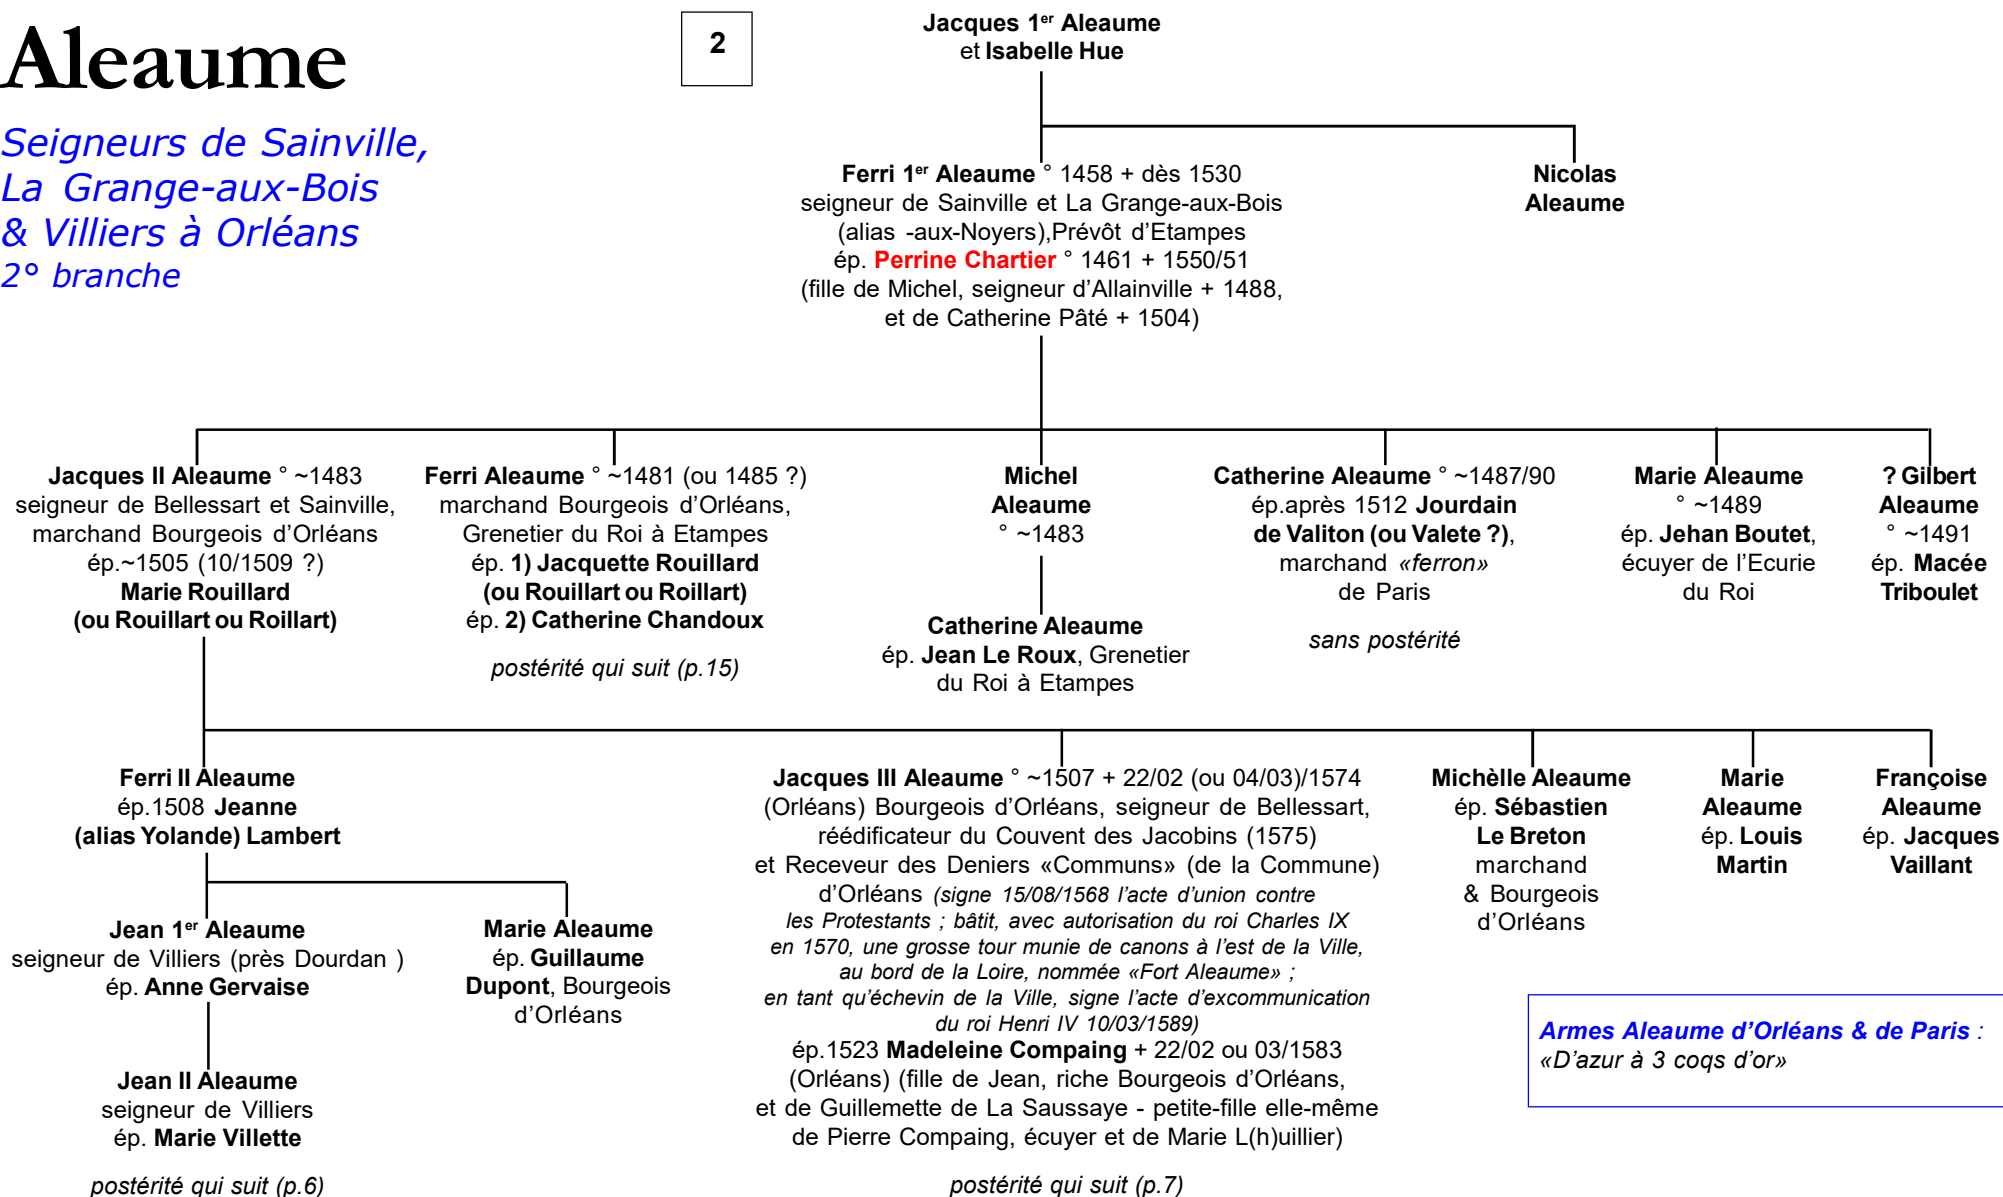 Aleaume
Seigneurs de Sainville,
La Grange-aux-Bois
& Villiers à Orléans
2° branche
2
Jacques 1er Aleaume
et Isabelle Hue
Ferri 1er Aleaume ° 1458 + dès 1530
seigneur de Sainville et La Grange-aux-Bois
(alias -aux-Noyers),Prévôt d’Etampes
ép. Perrine Chartier ° 1461 + 1550/51
(fille de Michel, seigneur d’Allainville + 1488,
et de Catherine Pâté + 1504)
Nicolas
Aleaume
Jacques II Aleaume ° ~1483
seigneur de Bellessart et Sainville,
marchand Bourgeois d’Orléans
ép.~1505 (10/1509 ?)
Marie Rouillard
(ou Rouillart ou Roillart)
Ferri Aleaume ° ~1481 (ou 1485 ?)
marchand Bourgeois d’Orléans,
Grenetier du Roi à Etampes
ép. 1) Jacquette Rouillard
(ou Rouillart ou Roillart)
ép. 2) Catherine Chandoux
postérité qui suit (p.15)
Michel
Aleaume
° ~1483
Catherine Aleaume
ép. Jean Le Roux, Grenetier
du Roi à Etampes
Catherine Aleaume ° ~1487/90
ép.après 1512 Jourdain
de Valiton (ou Valete ?),
marchand «ferron»
de Paris
sans postérité
Marie Aleaume
° ~1489
ép. Jehan Boutet,
écuyer de l’Ecurie
du Roi
? Gilbert
Aleaume
° ~1491
ép. Macée
Triboulet
Ferri II Aleaume
ép.1508 Jeanne
(alias Yolande) Lambert
Jean 1er Aleaume
seigneur de Villiers (près Dourdan )
ép. Anne Gervaise
Marie Aleaume
ép. Guillaume
Dupont, Bourgeois
d’Orléans
Jean II Aleaume
seigneur de Villiers
ép. Marie Villette
postérité qui suit (p.6)
Jacques III Aleaume ° ~1507 + 22/02 (ou 04/03)/1574
(Orléans) Bourgeois d’Orléans, seigneur de Bellessart,
réédificateur du Couvent des Jacobins (1575)
et Receveur des Deniers «Communs» (de la Commune)
d’Orléans (signe 15/08/1568 l’acte d’union contre
les Protestants ; bâtit, avec autorisation du roi Charles IX
en 1570, une grosse tour munie de canons à l’est de la Ville,
au bord de la Loire, nommée «Fort Aleaume» ;
en tant qu’échevin de la Ville, signe l’acte d’excommunication
du roi Henri IV 10/03/1589)
ép.1523 Madeleine Compaing + 22/02 ou 03/1583
(Orléans) (fille de Jean, riche Bourgeois d’Orléans,
et de Guillemette de La Saussaye - petite-fille elle-même
de Pierre Compaing, écuyer et de Marie L(h)uillier)
postérité qui suit (p.7)
Michèlle Aleaume
ép. Sébastien
Le Breton
marchand
& Bourgeois
d’Orléans
Marie
Aleaume
ép. Louis
Martin
Françoise
Aleaume
ép. Jacques
Vaillant
Armes Aleaume d’Orléans & de Paris :
«D’azur à 3 coqs d’or»